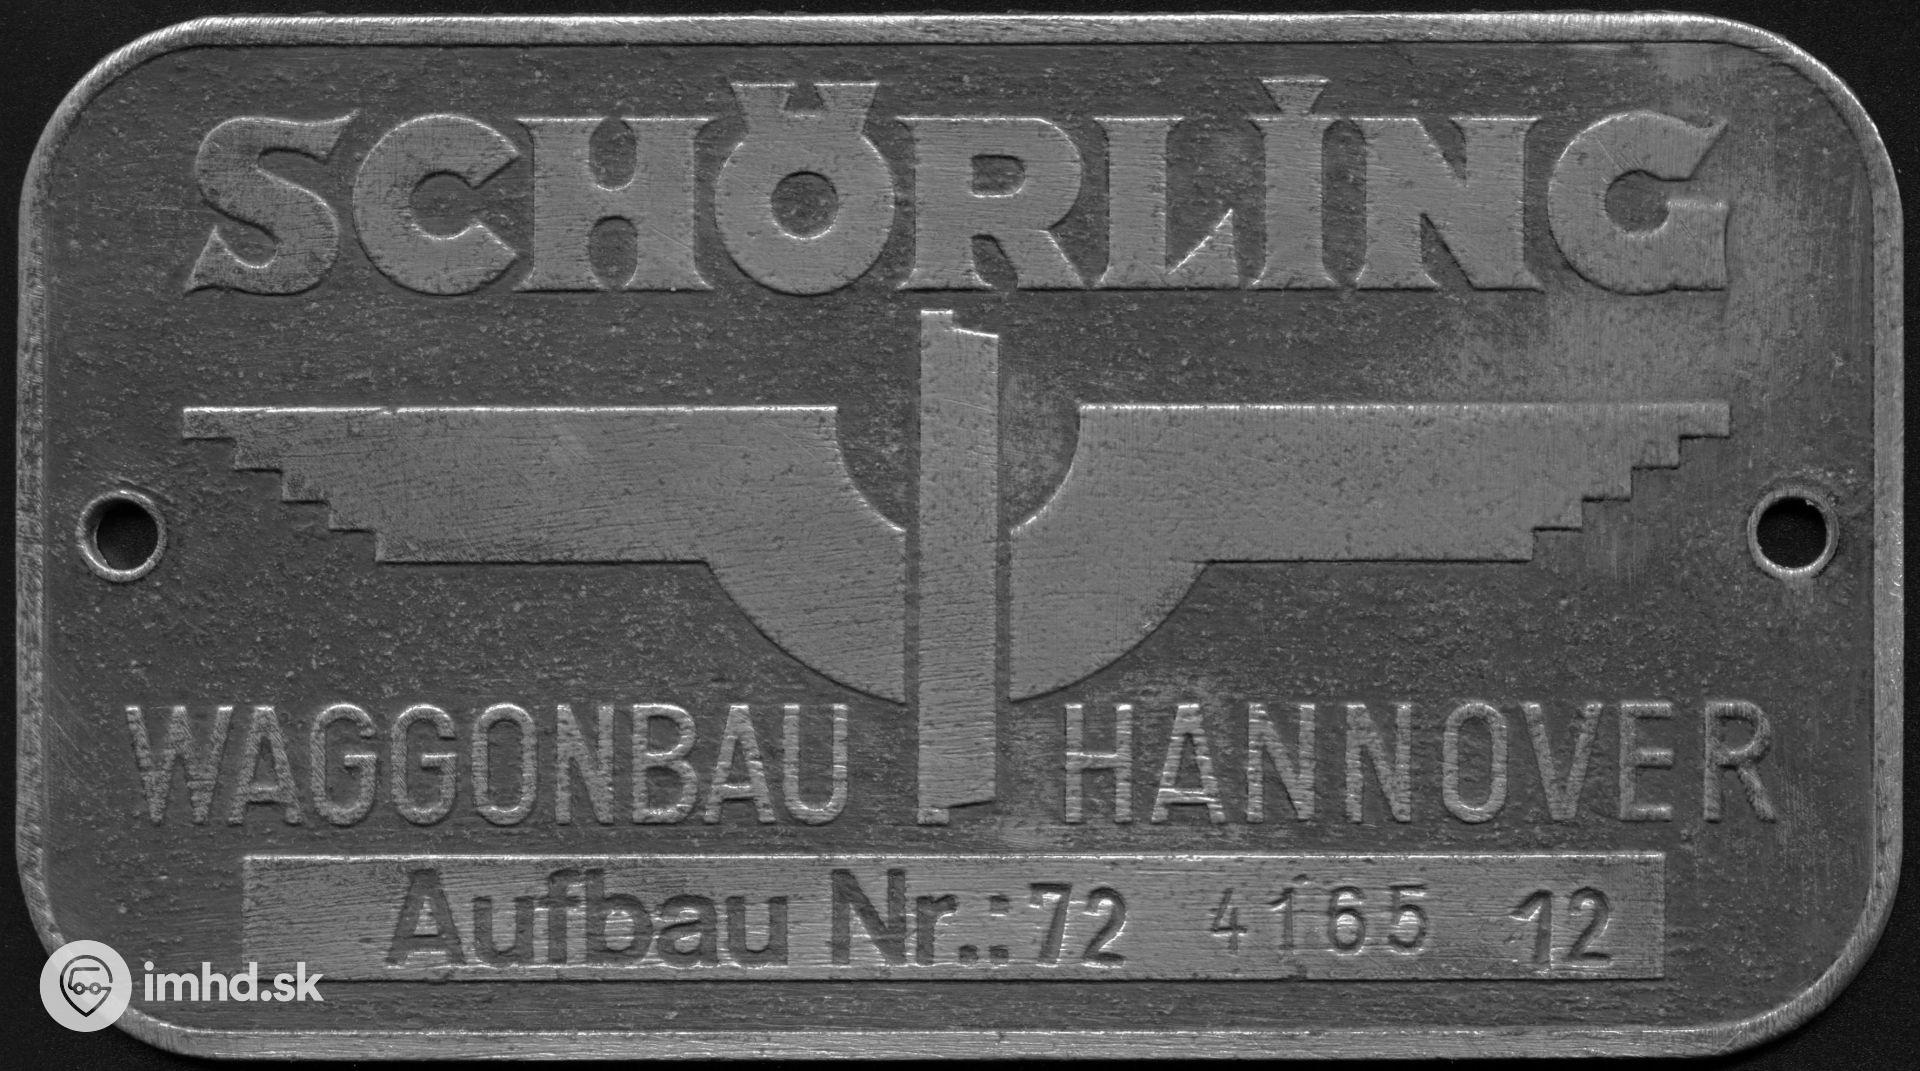 SCHÖRLING
WAGGONBAU HANNOVER
Aufbau Nr.: 72 4165 12
imhd.sk